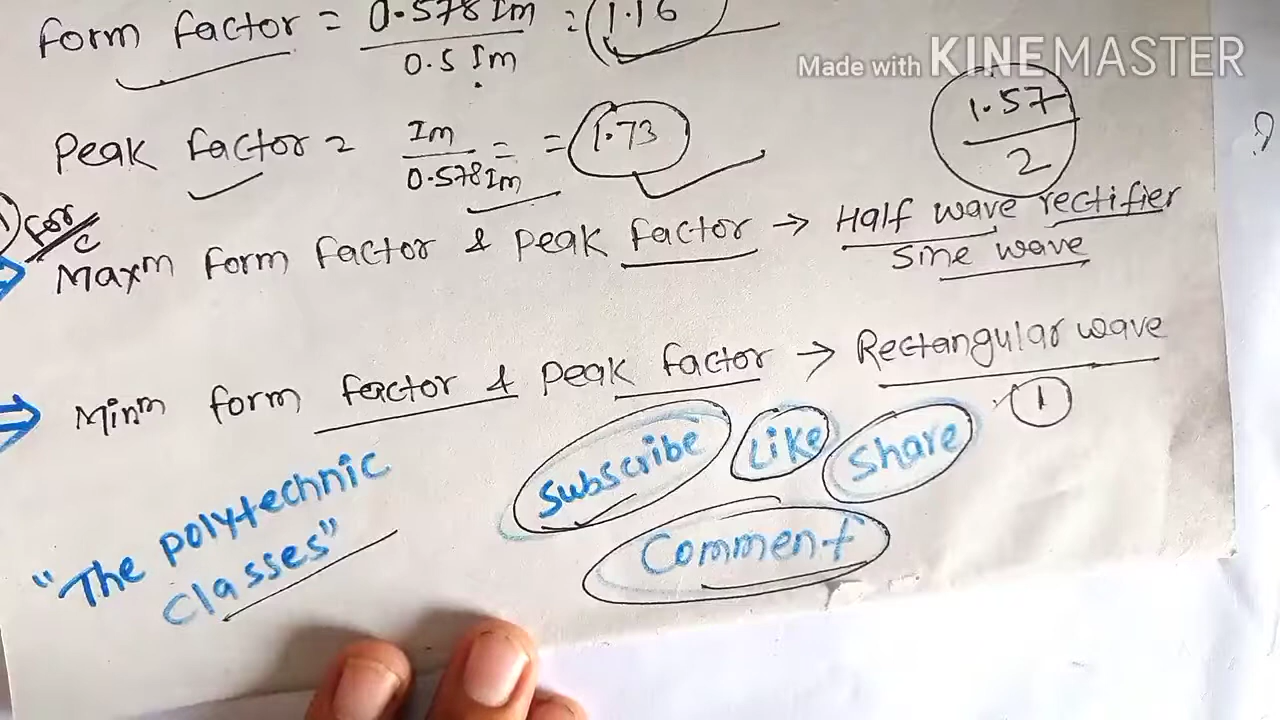 Form factor = 0.578 Im = 1.16
0.5 Im
Made with KINEMASTER
Peak factor = Im = = 1.73
0.578 Im
1.57
2
For
C
Maxm form factor & Peak factor → Half wave rectifier
Sine wave
Minm form factor & Peak factor → Rectangular wave
1
Subscribe Like Share
Comment
"The polytechnic
classes"